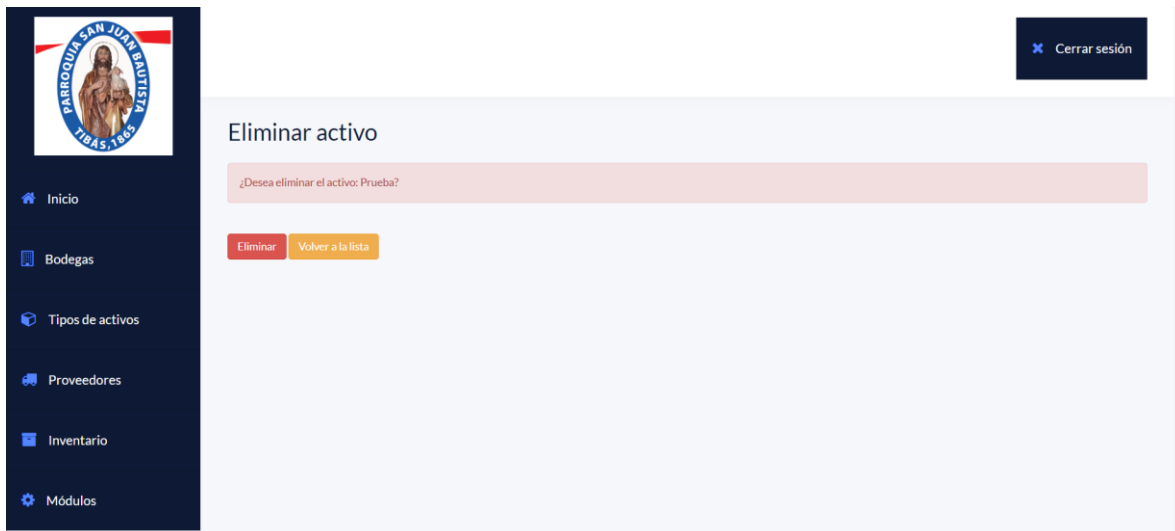 PARROQUIA SAN JUAN BAUTISTA
TIBÁS, 1865
Cerrar sesión
Eliminar activo
¿Desea eliminar el activo: Prueba?
Eliminar
Volver a la lista
Inicio
Bodegas
Tipos de activos
Proveedores
Inventario
Módulos